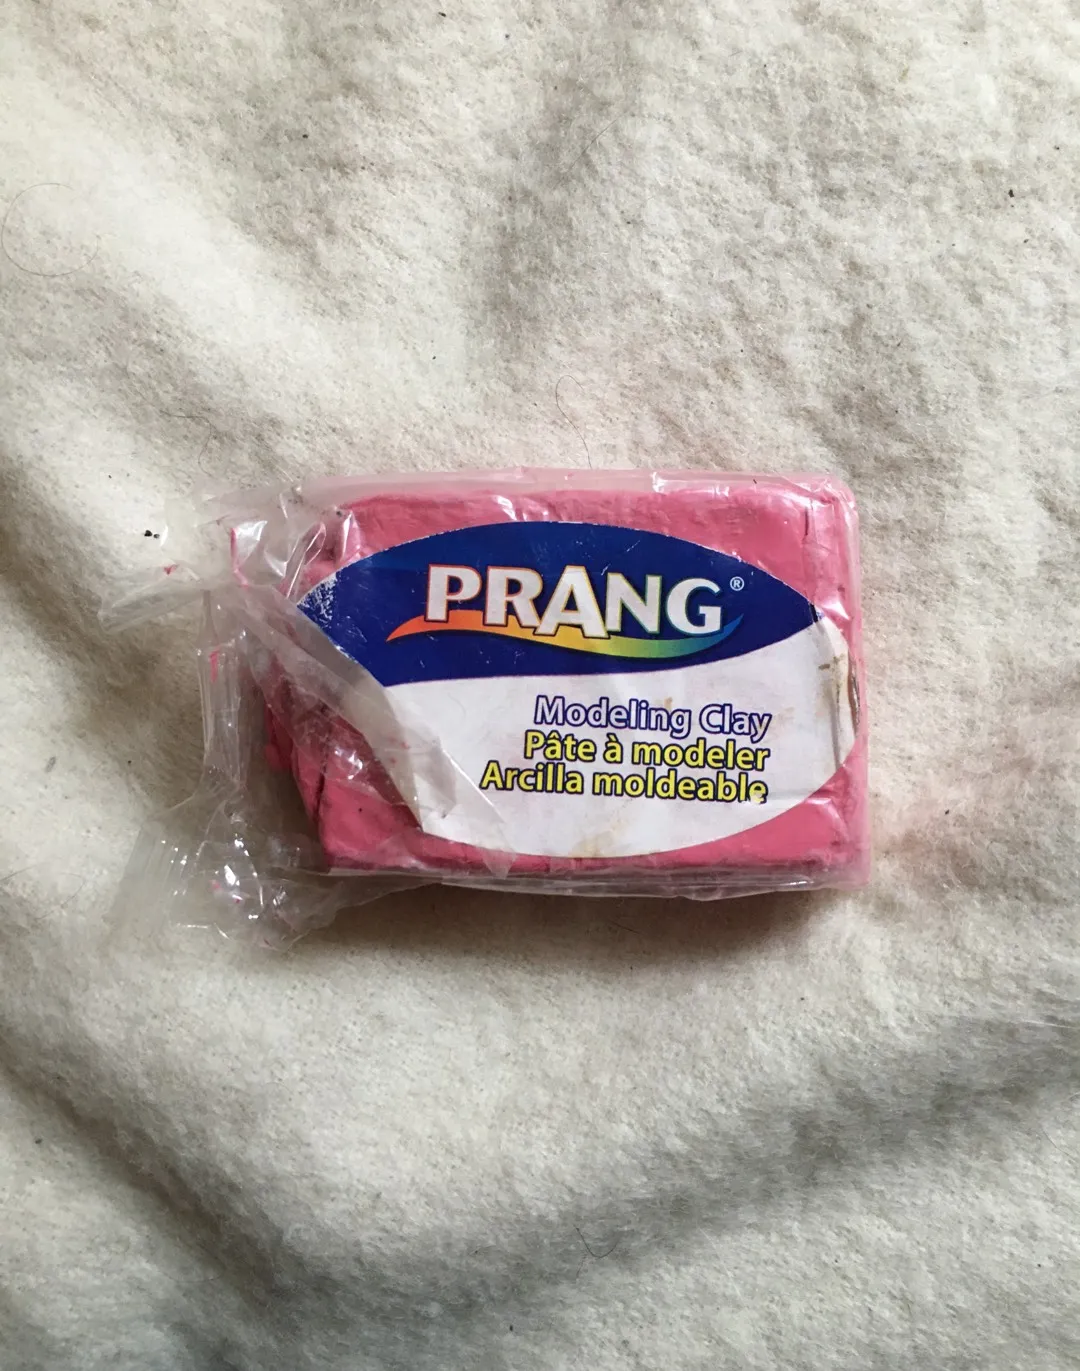 PRANG®
Modeling Clay
Pâte à modeler
Arcilla moldeable